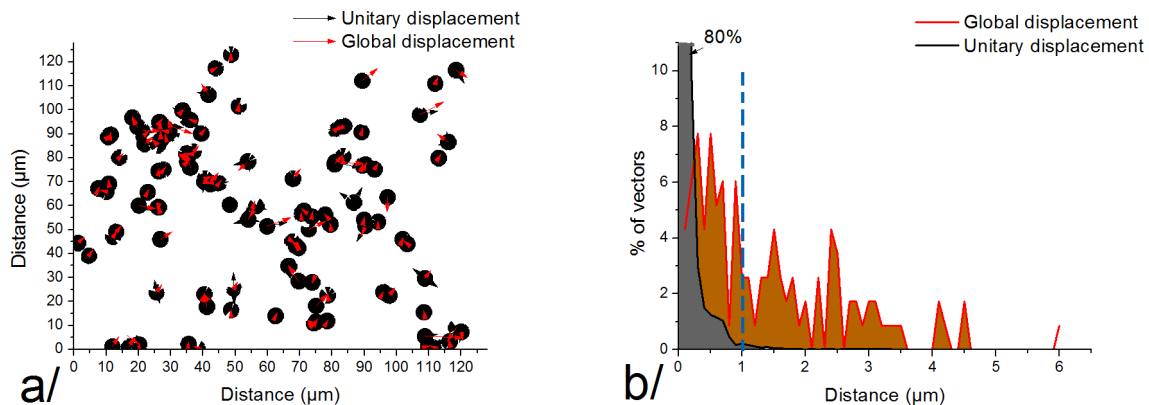 Unitary displacement
Global displacement
120
110
100
90
80
70
60
50
40
30
20
10
0
Distance (µm)
0 10 20 30 40 50 60 70 80 90 100 110 120
Distance (µm)
a/
Global displacement
Unitary displacement
80%
10
8
6
4
2
0
% of vectors
0 1 2 3 4 5 6
Distance (µm)
b/